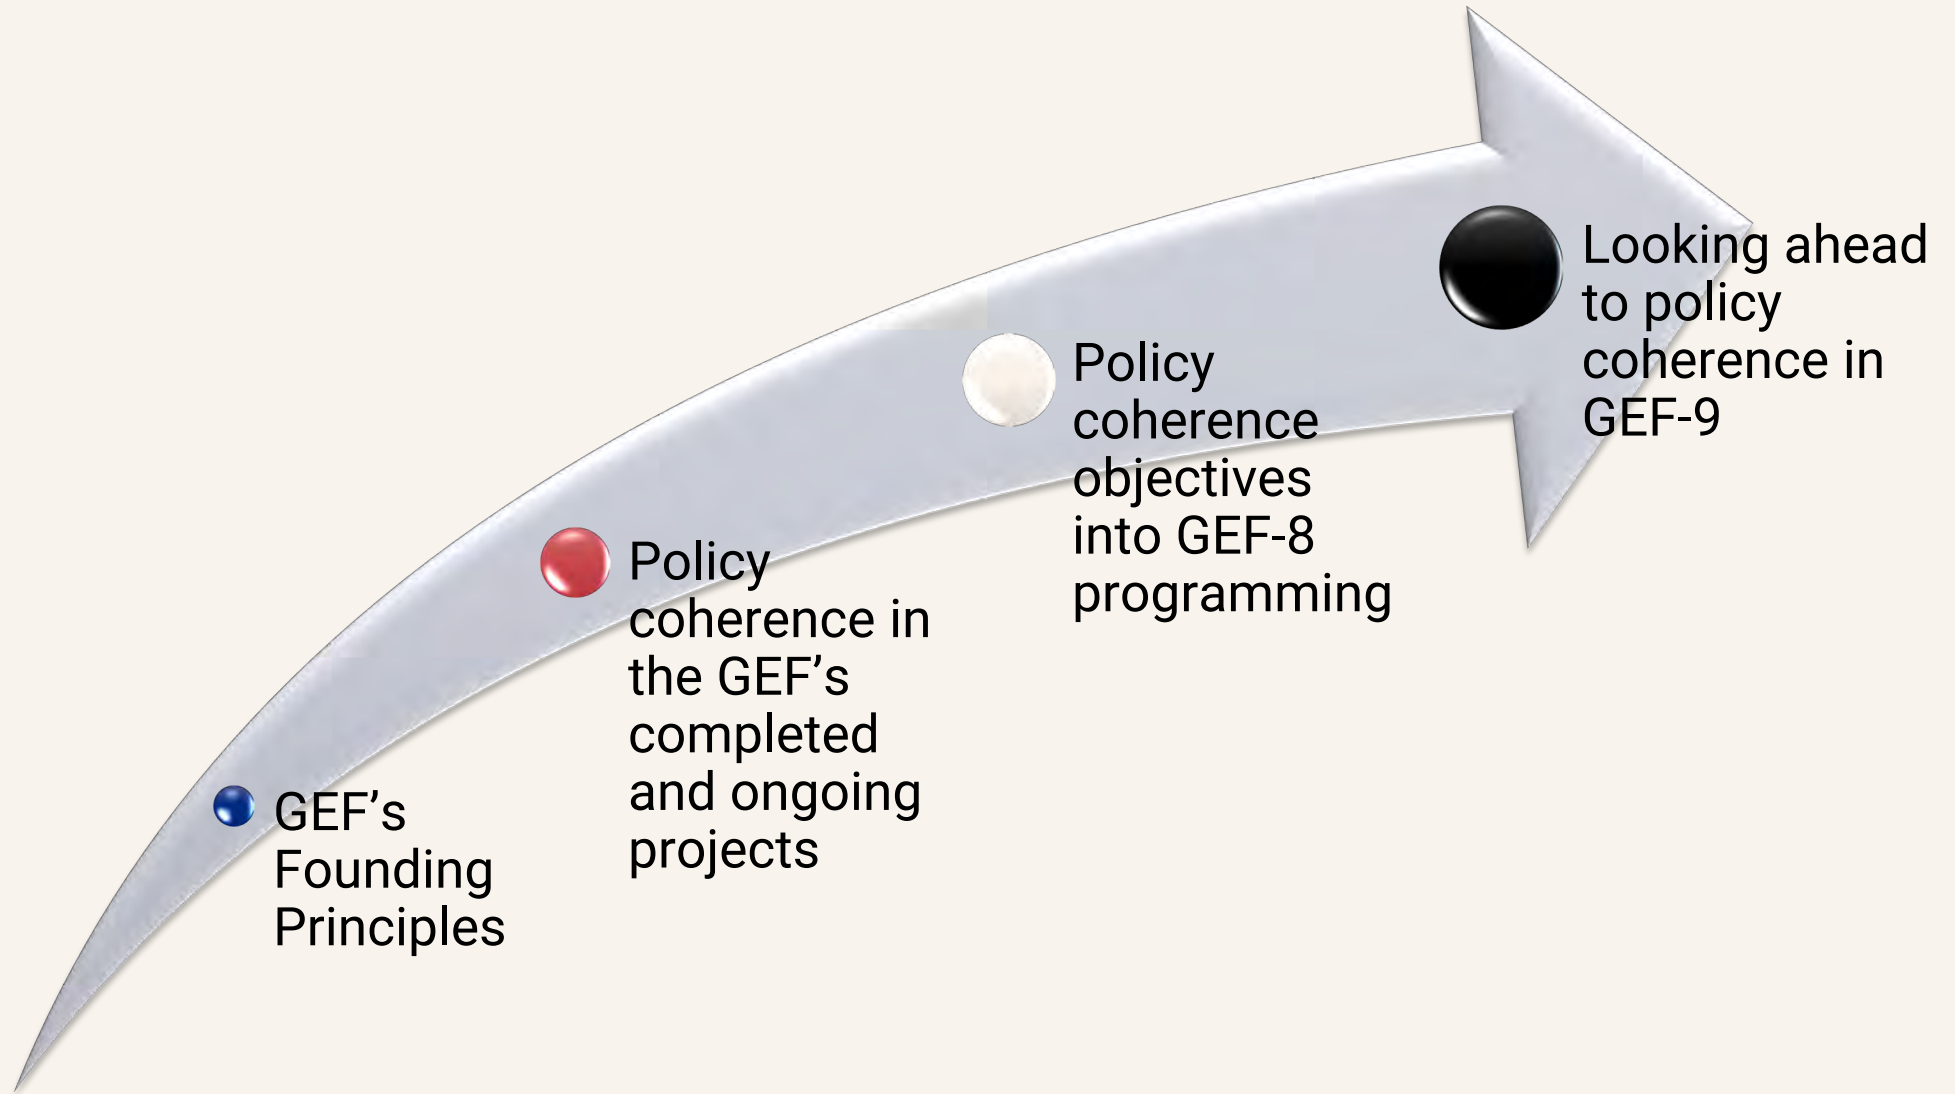 GEF’s
Founding
Principles
Policy
coherence in
the GEF’s
completed
and ongoing
projects
Policy
coherence
objectives
into GEF-8
programming
Looking ahead
to policy
coherence in
GEF-9